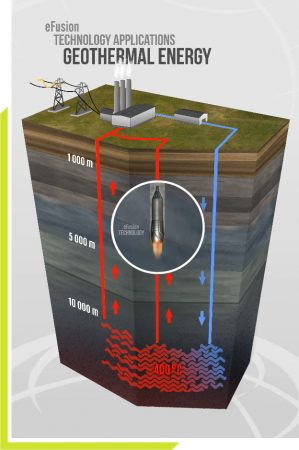 eFusion
TECHNOLOGY APPLICATIONS
GEOTHERMAL ENERGY
1 000 m
5 000 m
eFusion
TECHNOLOGY
10 000 m
400°C